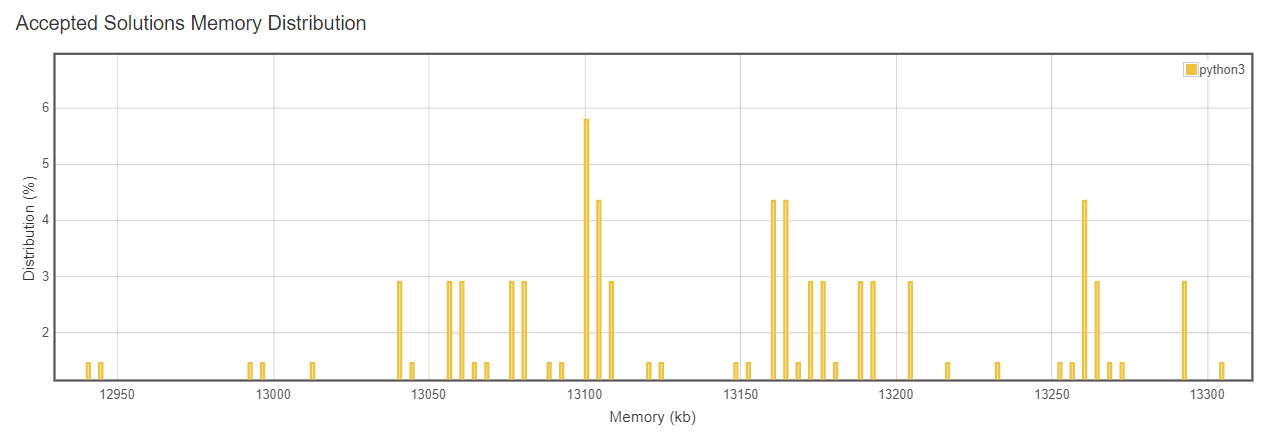 Accepted Solutions Memory Distribution
python3
6
5
4
3
2
Distribution (%)
12950 13000 13050 13100 13150 13200 13250 13300
Memory (kb)